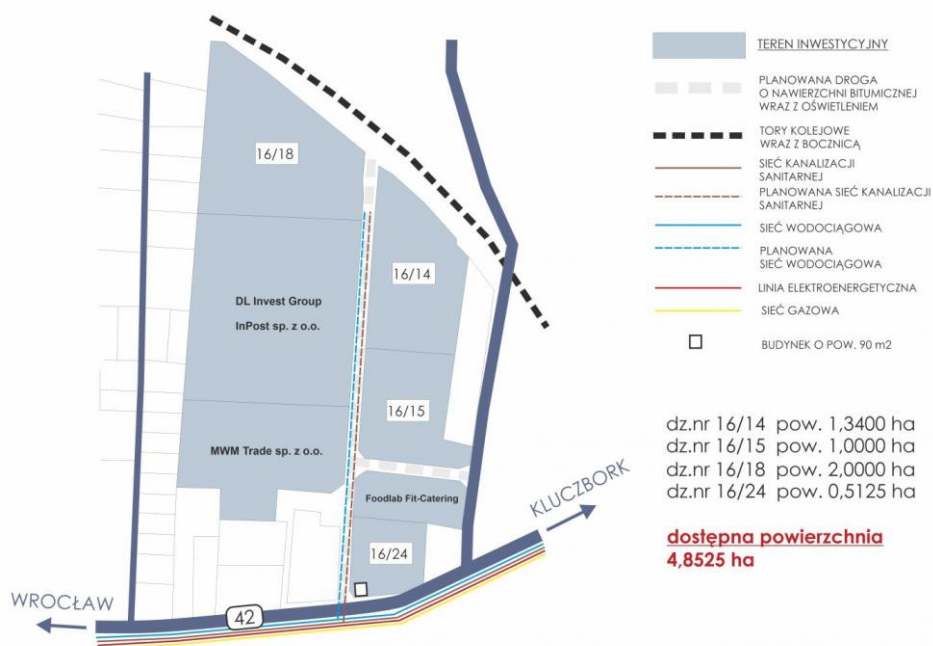 TEREN INWESTYCYJNY
PLANOWANA DROGA
O NAWIERZCHNI BITUMICZNEJ
WRAZ Z OŚWIETLENIEM
TORY KOLEJOWE
WRAZ Z BOCZNICĄ
SIEĆ KANALIZACJI
SANITARNEJ
PLANOWANA SIEĆ KANALIZACJI
SANITARNEJ
SIEĆ WODOCIĄGOWA
PLANOWANA
SIEĆ WODOCIĄGOWA
LINIA ELEKTROENERGETYCZNA
SIEĆ GAZOWA
BUDYNEK O POW. 90 m2
16/18
16/14
DL Invest Group
InPost sp. z o.o.
16/15
MWM Trade sp. z o.o.
Foodlab Fit-Catering
16/24
KLUCZBORK
WROCŁAW
42
dz.nr 16/14 pow. 1,3400 ha
dz.nr 16/15 pow. 1,0000 ha
dz.nr 16/18 pow. 2,0000 ha
dz.nr 16/24 pow. 0,5125 ha
dostępna powierzchnia
4,8525 ha